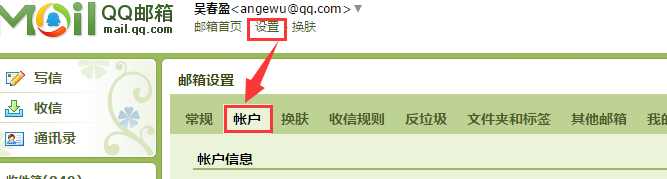 Mail QQ邮箱
mail.qq.com
吴春盈<angewu@qq.com>
邮箱首页 设置 换肤
写信
收信
通讯录
邮箱设置
常规 帐户 换肤 收信规则 反垃圾 文件夹和标签 其他邮箱 我的
帐户信息